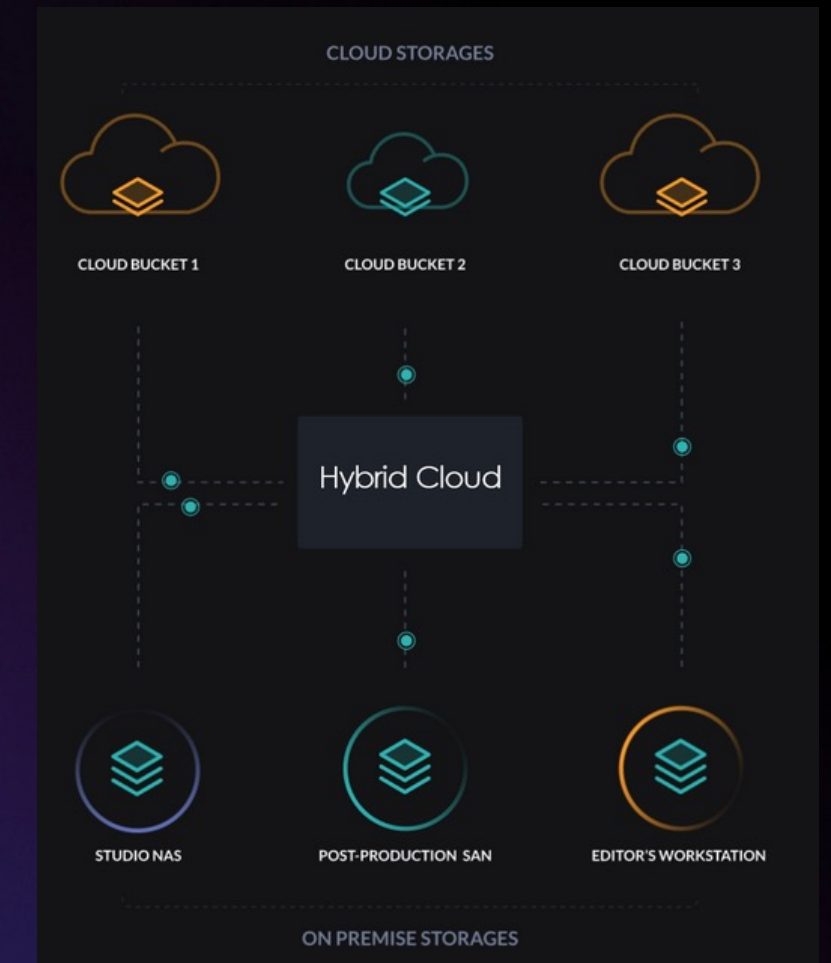 CLOUD STORAGES
CLOUD BUCKET 1
CLOUD BUCKET 2
CLOUD BUCKET 3
Hybrid Cloud
STUDIO NAS
POST-PRODUCTION SAN
EDITOR'S WORKSTATION
ON PREMISE STORAGES